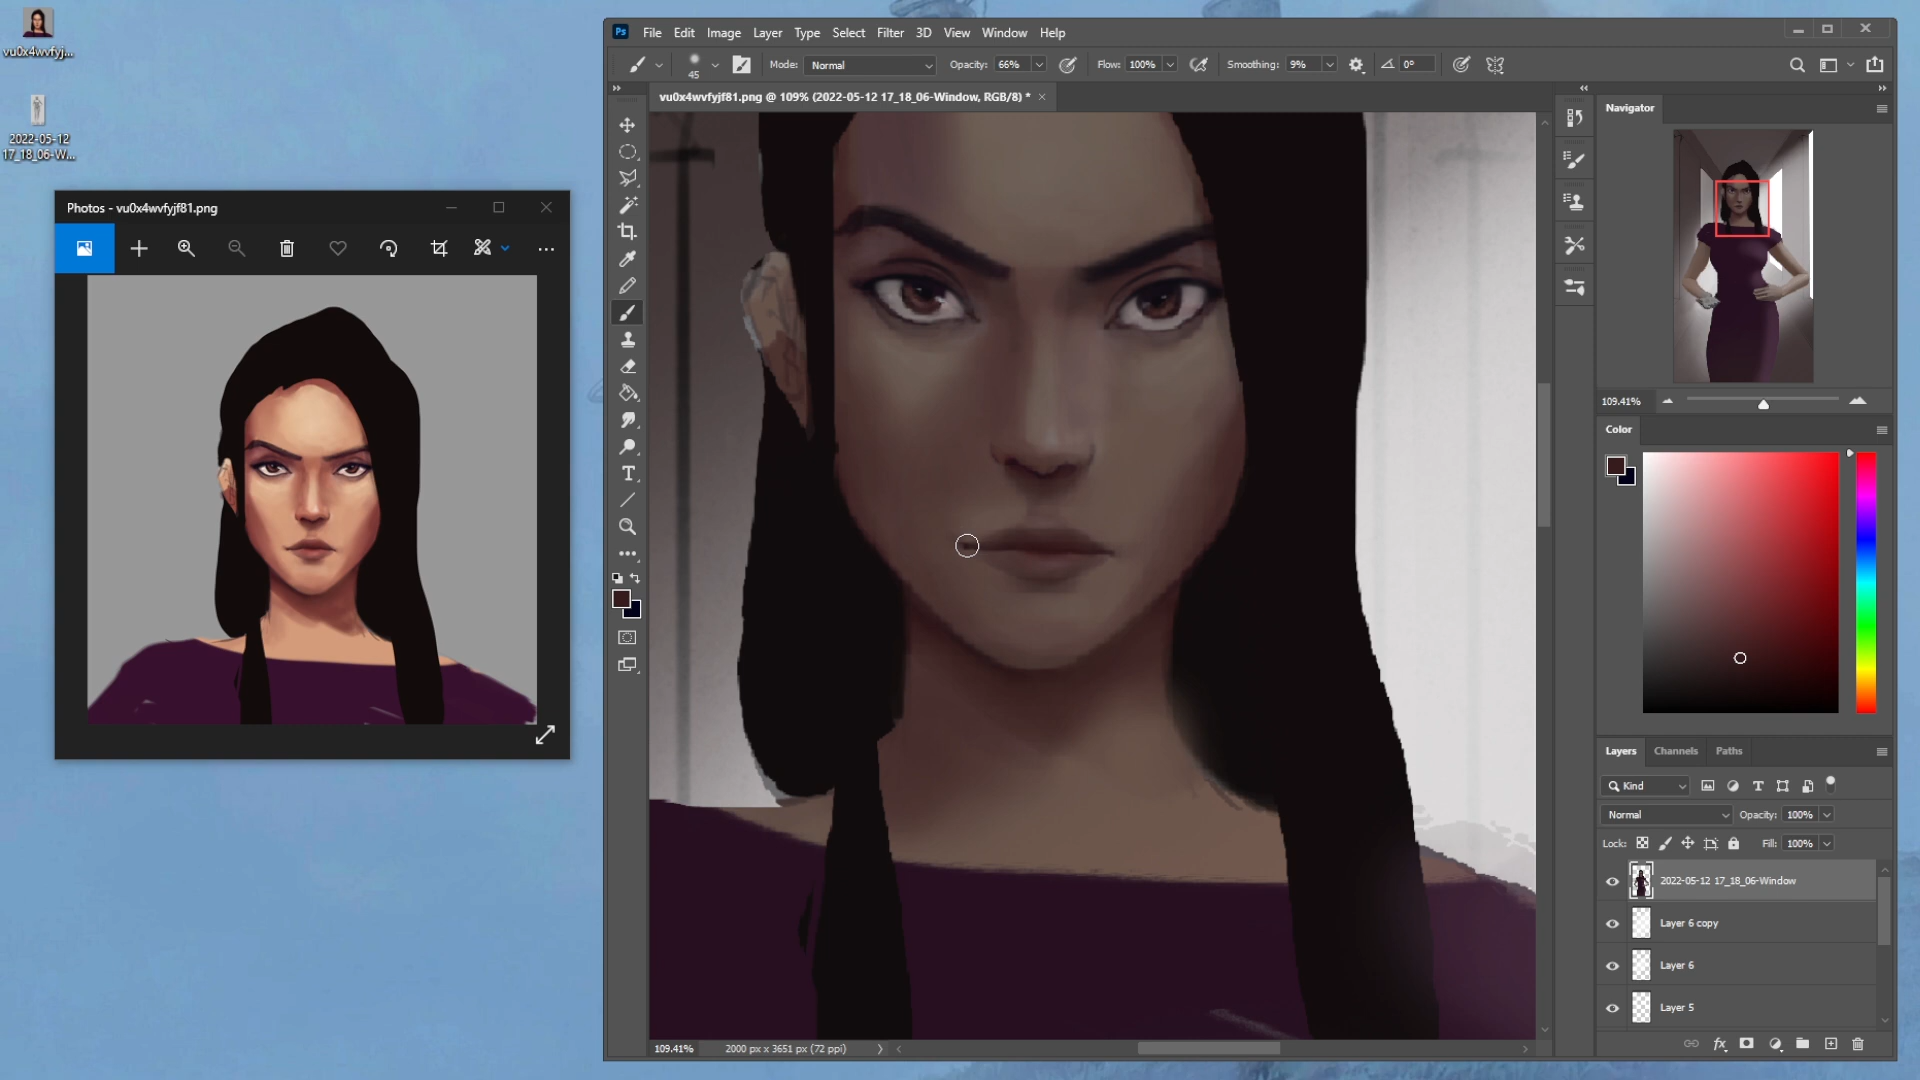 vu0x4wvfyj...
2022-05-12
17_18_06-W...
Photos - vu0x4wvfyjf81.png
Ps
File Edit Image Layer Type Select Filter 3D View Window Help
45
Mode: Normal
Opacity: 66%
Flow: 100%
Smoothing: 9%
0°
vu0x4wvfyjf81.png @ 109% (2022-05-12 17_18_06-Window, RGB/8) *
Navigator
109.41%
Color
Layers Channels Paths
Kind
Normal
Opacity: 100%
Lock:
Fill: 100%
2022-05-12 17_18_06-Window
Layer 6 copy
Layer 6
Layer 5
fx
109.41%
2000 px x 3651 px (72 ppi)